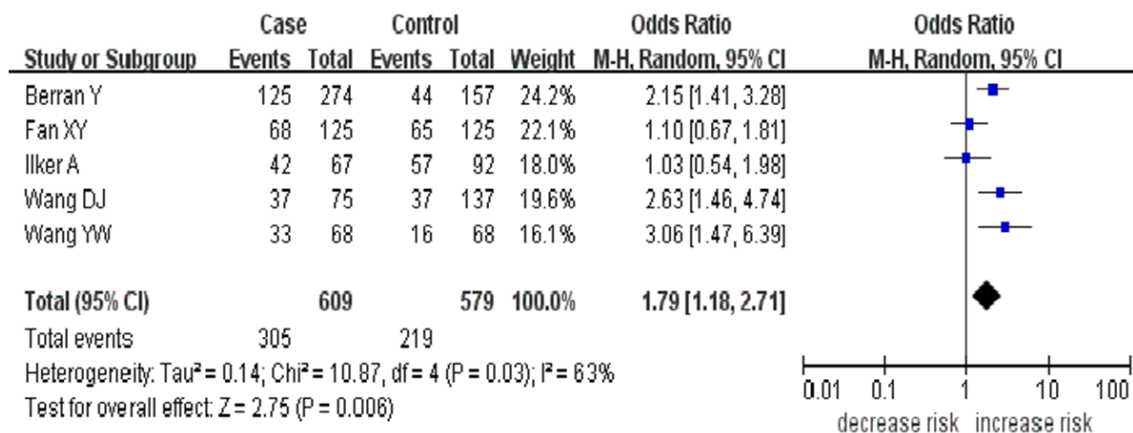 Case Control Odds Ratio Odds Ratio
Study or Subgroup Events Total Events Total Weight M-H, Random, 95% CI M-H, Random, 95% CI
Berran Y 125 274 44 157 24.2% 2.15 [1.41, 3.28]
Fan XY 68 125 65 125 22.1% 1.10 [0.67, 1.81]
Ilker A 42 67 57 92 18.0% 1.03 [0.54, 1.98]
Wang DJ 37 75 37 137 19.6% 2.63 [1.46, 4.74]
Wang YW 33 68 16 68 16.1% 3.06 [1.47, 6.39]
Total (95% CI) 609 579 100.0% 1.79 [1.18, 2.71]
Total events 305 219
Heterogeneity: Tau² = 0.14; Chi² = 10.87, df = 4 (P = 0.03); I² = 63%
Test for overall effect: Z = 2.75 (P = 0.006)
0.01 0.1 1 10 100
decrease risk increase risk